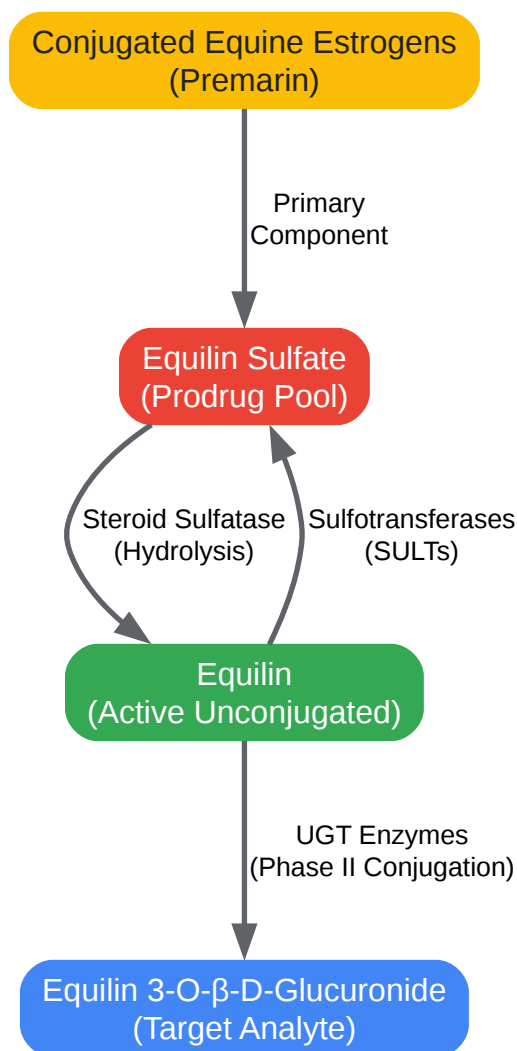 Conjugated Equine Estrogens
(Premarin)
Primary
Component
Equilin Sulfate
(Prodrug Pool)
Steroid Sulfatase
(Hydrolysis)
Sulfotransferases
(SULTs)
Equilin
(Active Unconjugated)
UGT Enzymes
(Phase II Conjugation)
Equilin 3-O-β-D-Glucuronide
(Target Analyte)